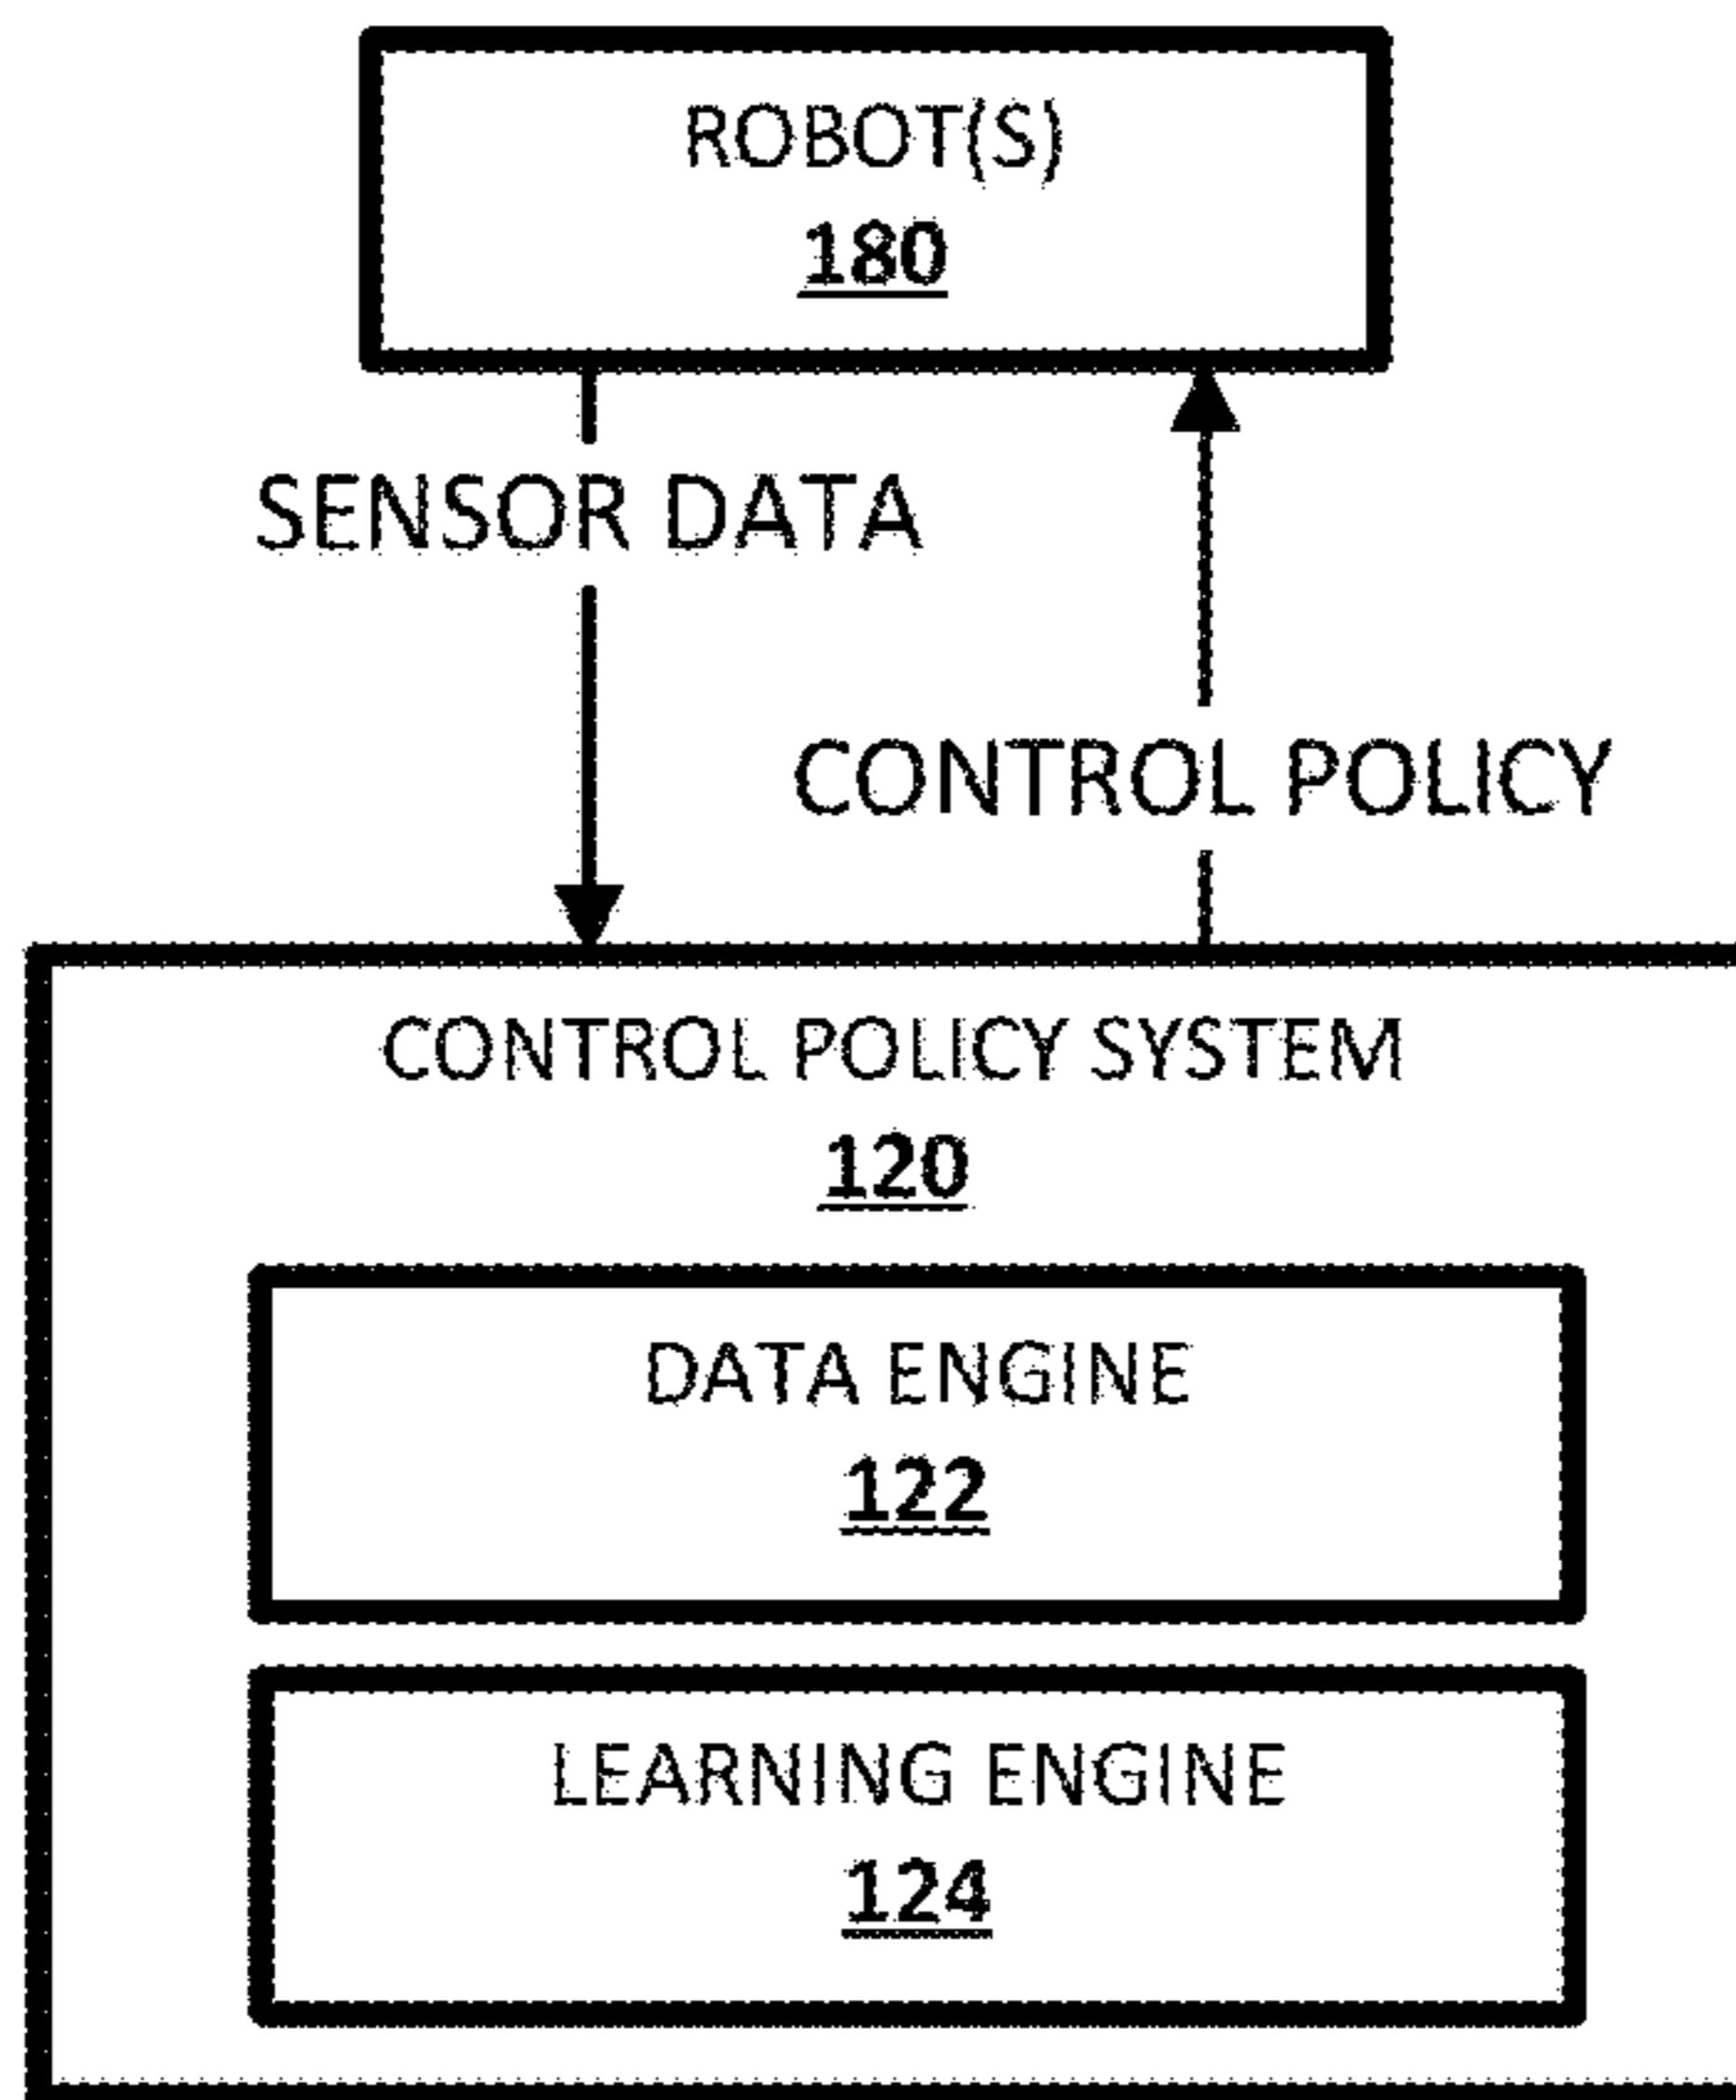 ROBOT(S)
180
SENSOR DATA
CONTROL POLICY
CONTROL POLICY SYSTEM
120
DATA ENGINE
122
LEARNING ENGINE
124